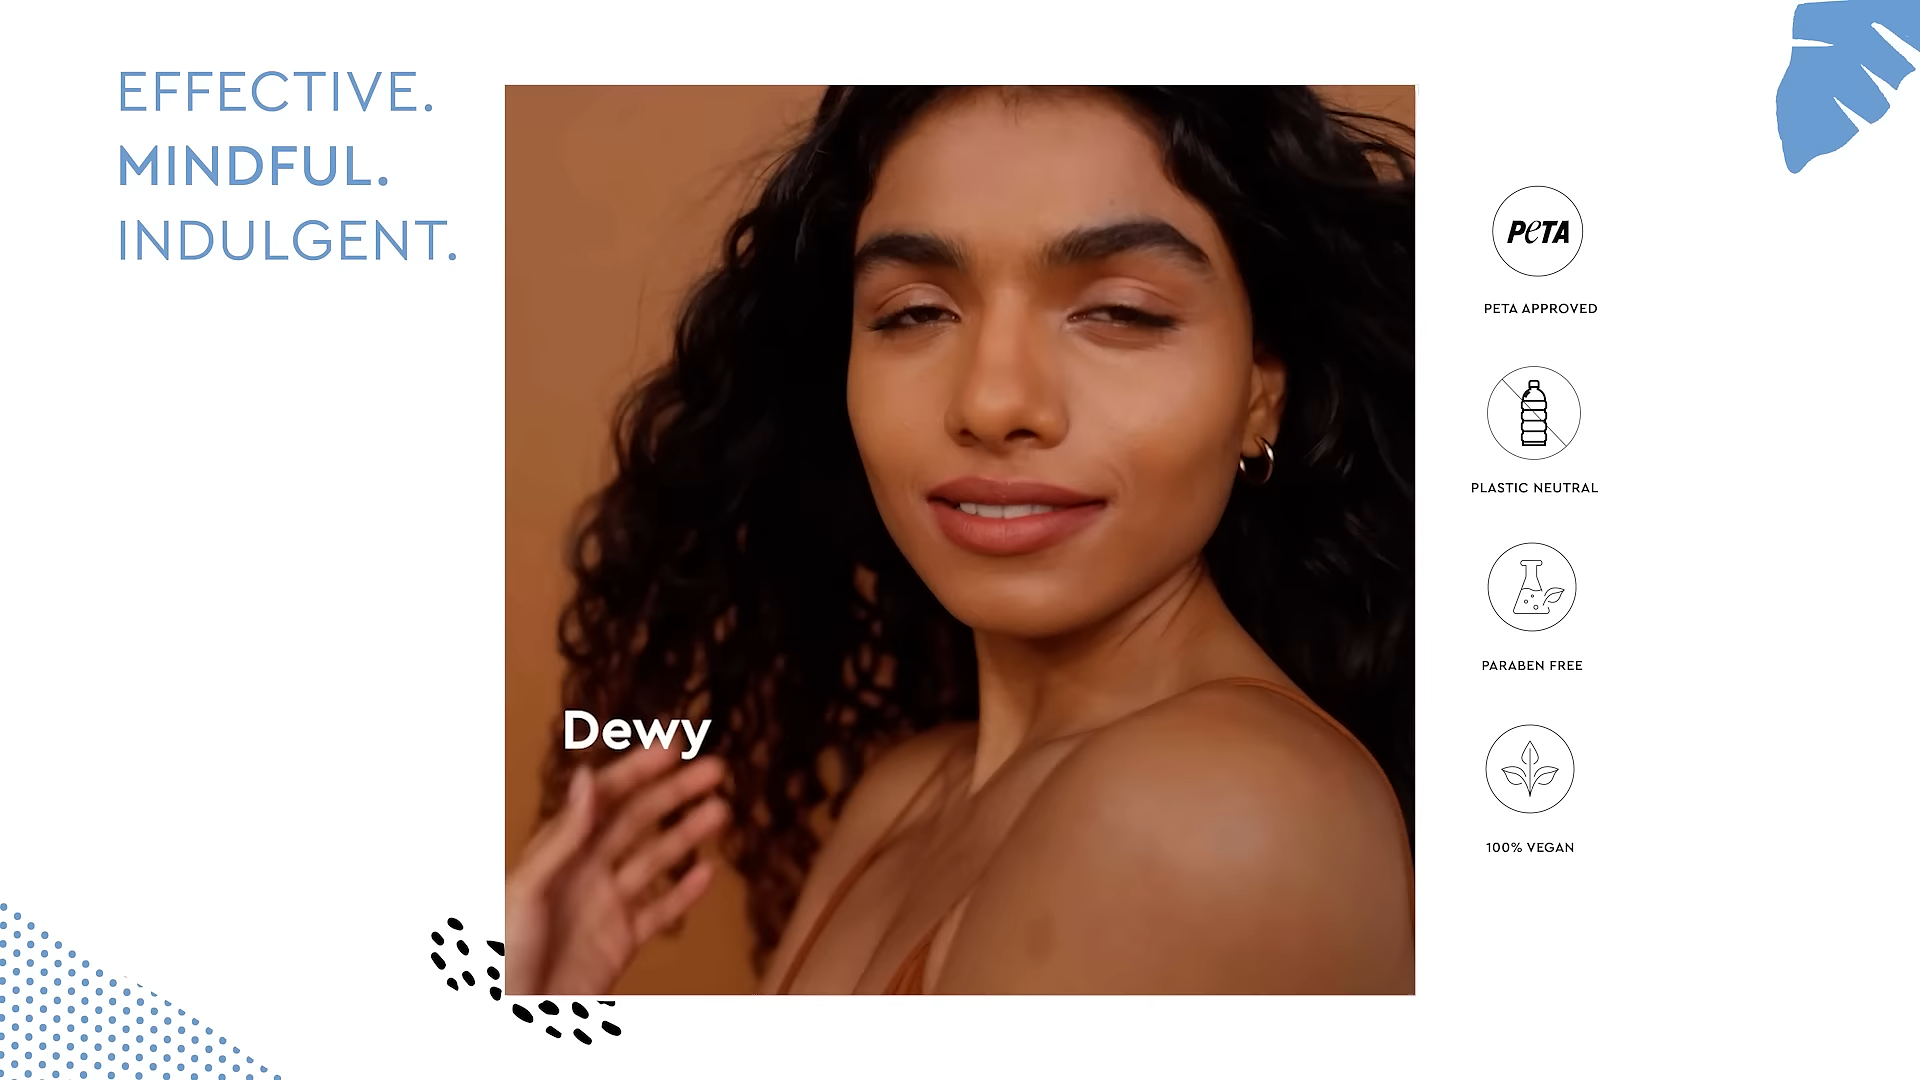 EFFECTIVE.
MINDFUL.
INDULGENT.
Dewy
PETA
PETA APPROVED
PLASTIC NEUTRAL
PARABEN FREE
100% VEGAN